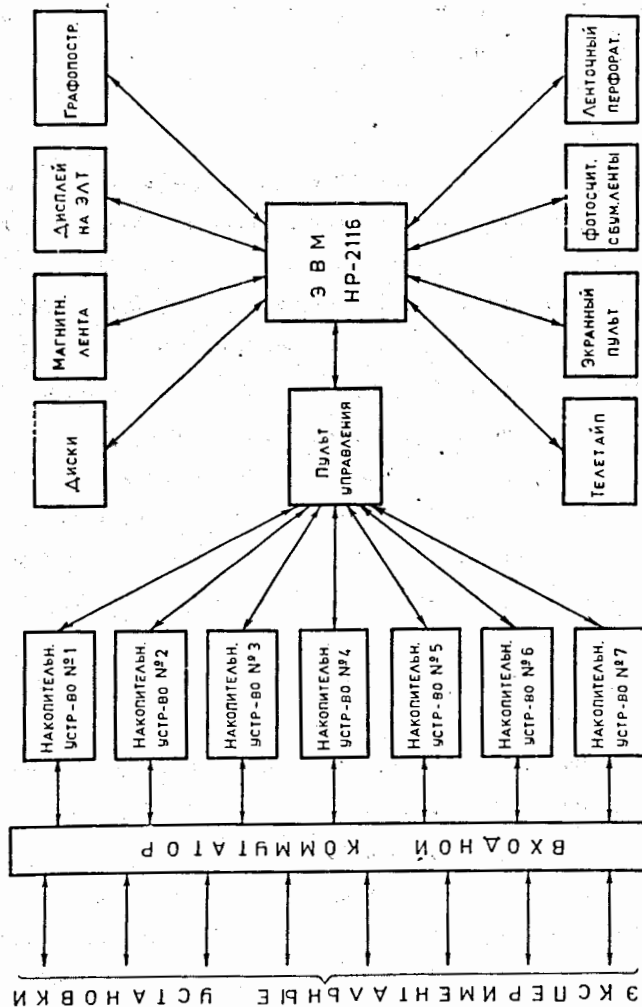 ЭКСПЕРИМЕНТАЛЬНЫЕ УСТАНОВКИ
ВХОДНОЙ КОММУТАТОР
НАКОПИТЕЛЬН.
УСТР-ВО №1
НАКОПИТЕЛЬН.
УСТР-ВО №2
НАКОПИТЕЛЬН.
УСТР-ВО №3
НАКОПИТЕЛЬН.
УСТР-ВО №4
НАКОПИТЕЛЬН.
УСТР-ВО №5
НАКОПИТЕЛЬН.
УСТР-ВО №6
НАКОПИТЕЛЬН.
УСТР-ВО №7
ПУЛЬТ
УПРАВЛЕНИЯ
ЭВМ
НР-2116
ДИСКИ
МАГНИТН.
ЛЕНТА
ДИСПЛЕЙ
НА ЭЛТ
ГРАФОПОСТР.
ТЕЛЕТАЙП
ЭКРАННЫЙ
ПУЛЬТ
ФОТОСЧИТ.
С БУМ.ЛЕНТЫ
ЛЕНТОЧНЫЙ
ПЕРФОРАТ.